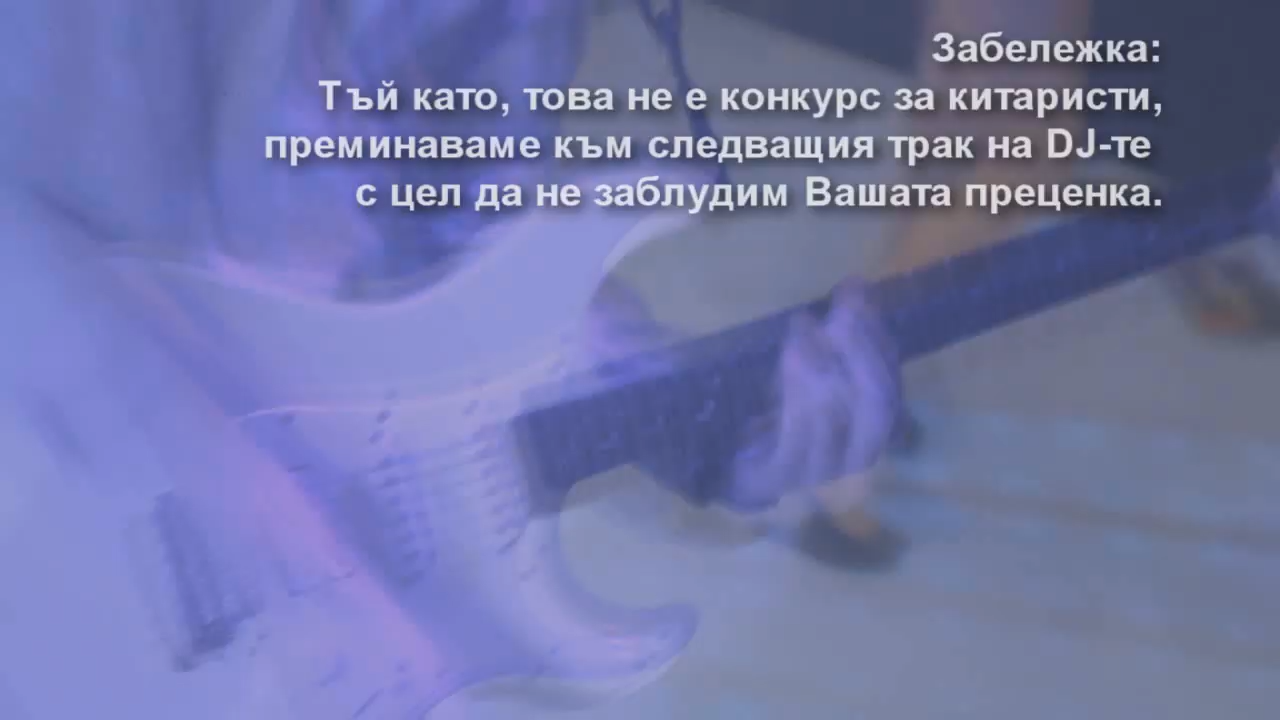 Забележка:
Тъй като, това не е конкурс за китаристи,
преминаваме към следващия трак на DJ-те
с цел да не заблудим Вашата преценка.